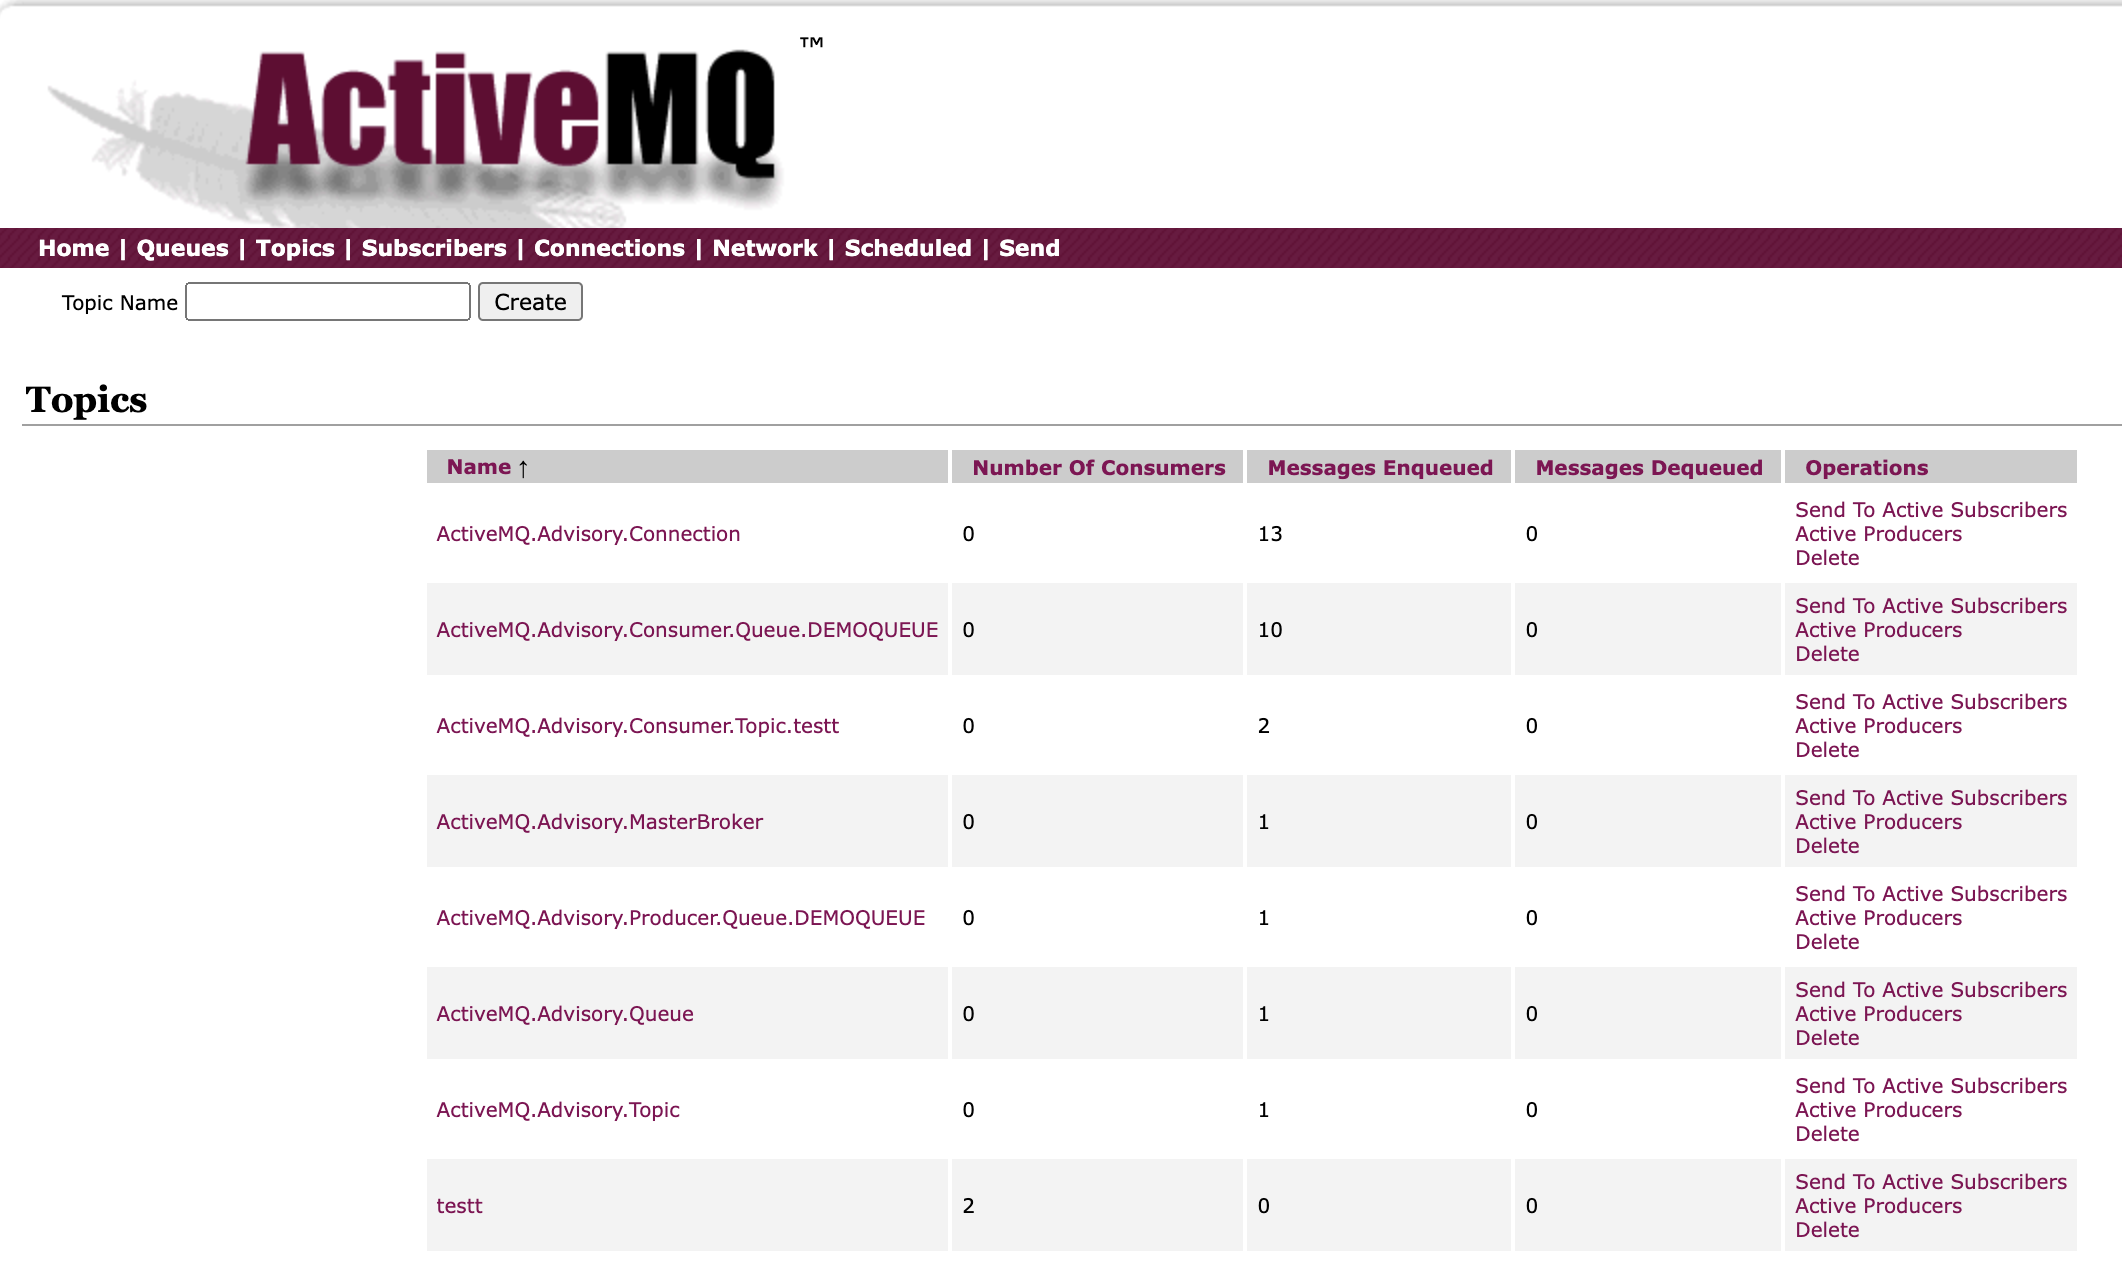 ActiveMQ ™
Home | Queues | Topics | Subscribers | Connections | Network | Scheduled | Send
Topic Name Create
Topics
Name ↑ Number Of Consumers Messages Enqueued Messages Dequeued Operations
ActiveMQ.Advisory.Connection 0 13 0 Send To Active Subscribers
Active Producers
Delete
ActiveMQ.Advisory.Consumer.Queue.DEMOQUEUE 0 10 0 Send To Active Subscribers
Active Producers
Delete
ActiveMQ.Advisory.Consumer.Topic.testt 0 2 0 Send To Active Subscribers
Active Producers
Delete
ActiveMQ.Advisory.MasterBroker 0 1 0 Send To Active Subscribers
Active Producers
Delete
ActiveMQ.Advisory.Producer.Queue.DEMOQUEUE 0 1 0 Send To Active Subscribers
Active Producers
Delete
ActiveMQ.Advisory.Queue 0 1 0 Send To Active Subscribers
Active Producers
Delete
ActiveMQ.Advisory.Topic 0 1 0 Send To Active Subscribers
Active Producers
Delete
testt 2 0 0 Send To Active Subscribers
Active Producers
Delete